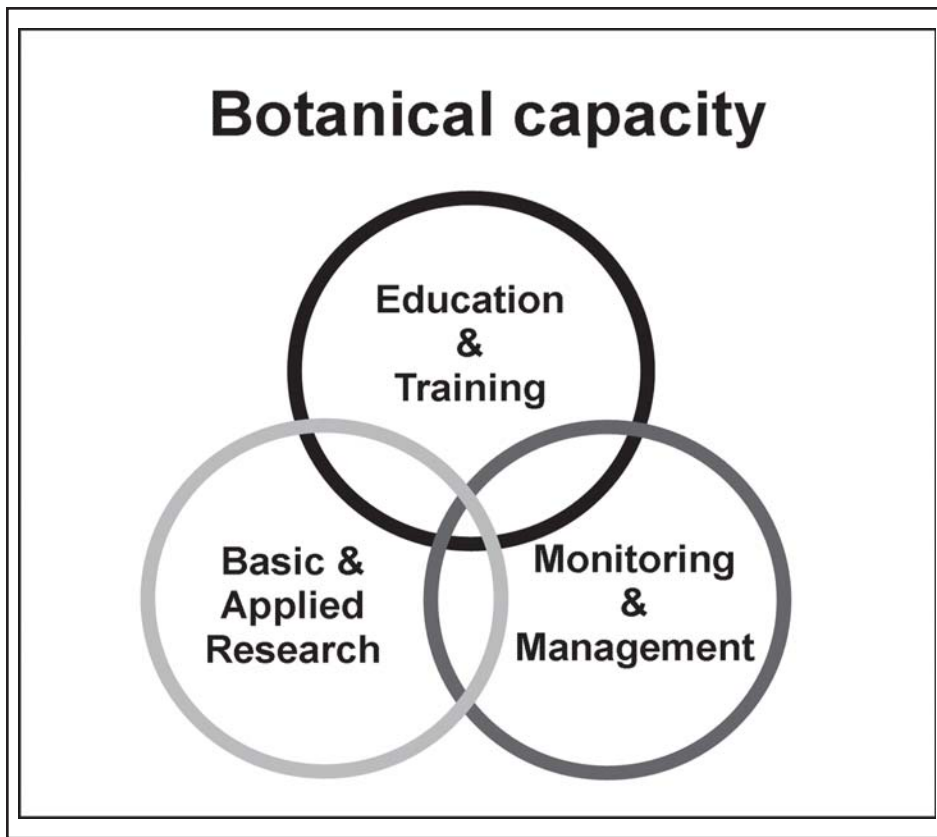 Botanical capacity
Education
&
Training
Basic &
Applied
Research
Monitoring
&
Management